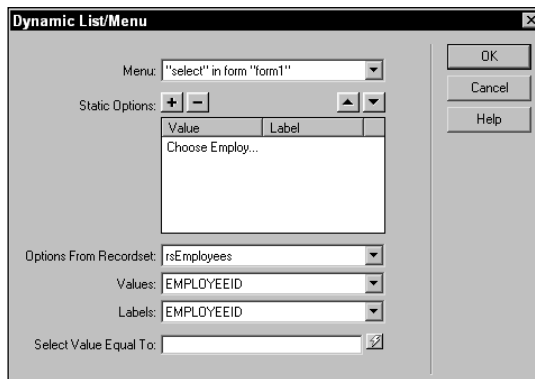 Dynamic List/Menu
Menu: "select" in form "form1"
OK
Cancel
Help
Static Options:
Value Label
Choose Employ...
Options From Recordset: rsEmployees
Values: EMPLOYEEID
Labels: EMPLOYEEID
Select Value Equal To: